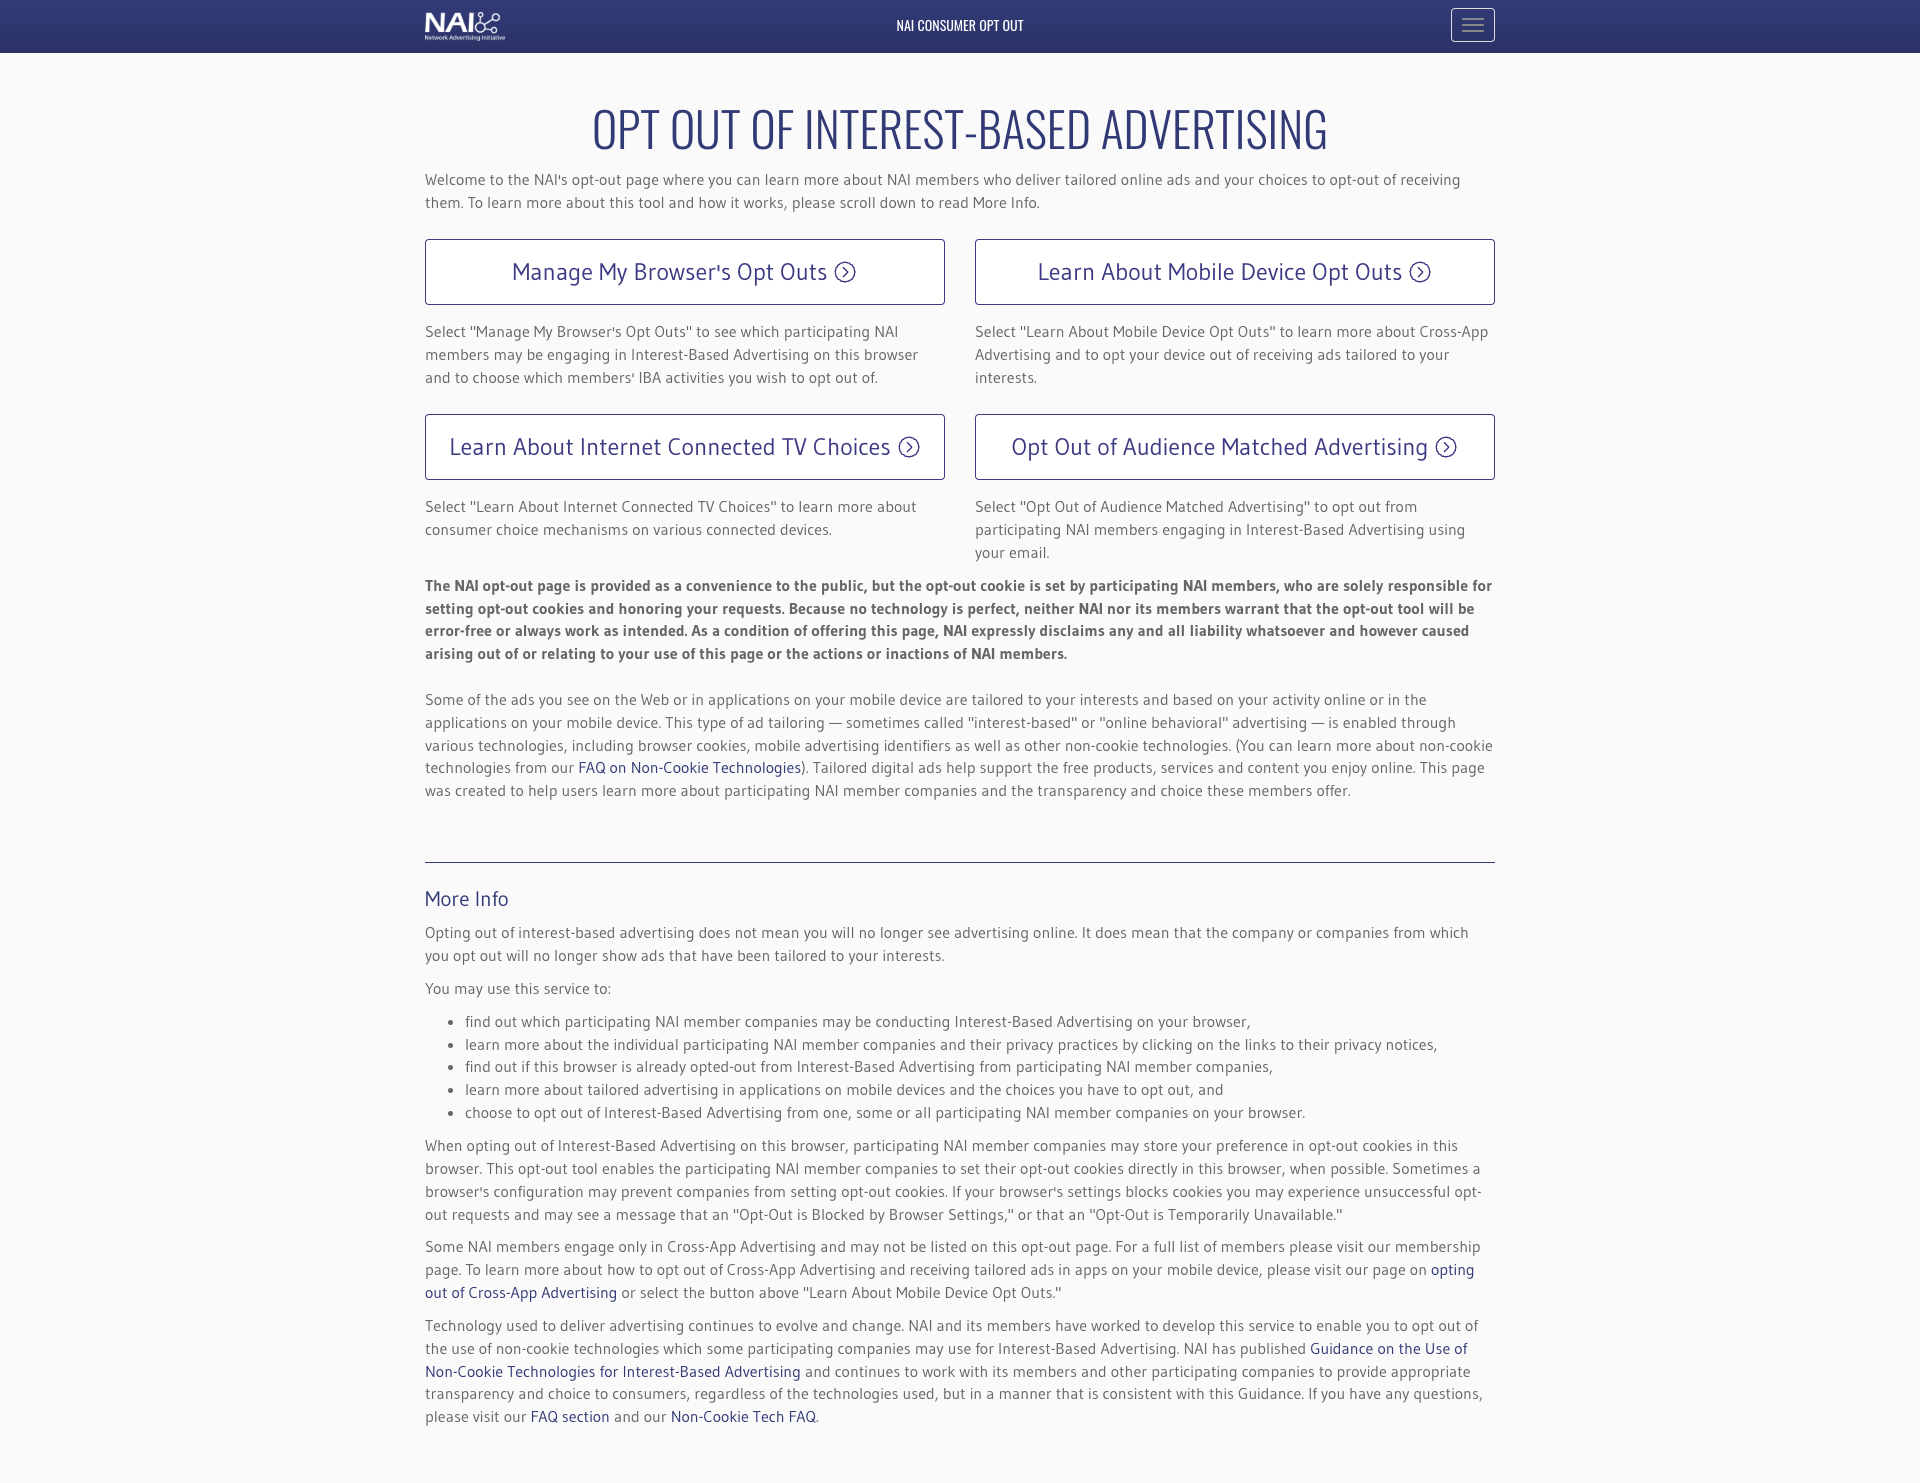 NAI
Network Advertising Initiative
NAI CONSUMER OPT OUT
OPT OUT OF INTEREST-BASED ADVERTISING
Welcome to the NAI's opt-out page where you can learn more about NAI members who deliver tailored online ads and your choices to opt-out of receiving
them. To learn more about this tool and how it works, please scroll down to read More Info.
Manage My Browser's Opt Outs
Select "Manage My Browser's Opt Outs" to see which participating NAI
members may be engaging in Interest-Based Advertising on this browser
and to choose which members' IBA activities you wish to opt out of.
Learn About Mobile Device Opt Outs
Select "Learn About Mobile Device Opt Outs" to learn more about Cross-App
Advertising and to opt your device out of receiving ads tailored to your
interests.
Learn About Internet Connected TV Choices
Select "Learn About Internet Connected TV Choices" to learn more about
consumer choice mechanisms on various connected devices.
Opt Out of Audience Matched Advertising
Select "Opt Out of Audience Matched Advertising" to opt out from
participating NAI members engaging in Interest-Based Advertising using
your email.
The NAI opt-out page is provided as a convenience to the public, but the opt-out cookie is set by participating NAI members, who are solely responsible for
setting opt-out cookies and honoring your requests. Because no technology is perfect, neither NAI nor its members warrant that the opt-out tool will be
error-free or always work as intended. As a condition of offering this page, NAI expressly disclaims any and all liability whatsoever and however caused
arising out of or relating to your use of this page or the actions or inactions of NAI members.
Some of the ads you see on the Web or in applications on your mobile device are tailored to your interests and based on your activity online or in the
applications on your mobile device. This type of ad tailoring — sometimes called "interest-based" or "online behavioral" advertising — is enabled through
various technologies, including browser cookies, mobile advertising identifiers as well as other non-cookie technologies. (You can learn more about non-cookie
technologies from our FAQ on Non-Cookie Technologies). Tailored digital ads help support the free products, services and content you enjoy online. This page
was created to help users learn more about participating NAI member companies and the transparency and choice these members offer.
More Info
Opting out of interest-based advertising does not mean you will no longer see advertising online. It does mean that the company or companies from which
you opt out will no longer show ads that have been tailored to your interests.
You may use this service to:
• find out which participating NAI member companies may be conducting Interest-Based Advertising on your browser,
• learn more about the individual participating NAI member companies and their privacy practices by clicking on the links to their privacy notices,
• find out if this browser is already opted-out from Interest-Based Advertising from participating NAI member companies,
• learn more about tailored advertising in applications on mobile devices and the choices you have to opt out, and
• choose to opt out of Interest-Based Advertising from one, some or all participating NAI member companies on your browser.
When opting out of Interest-Based Advertising on this browser, participating NAI member companies may store your preference in opt-out cookies in this
browser. This opt-out tool enables the participating NAI member companies to set their opt-out cookies directly in this browser, when possible. Sometimes a
browser's configuration may prevent companies from setting opt-out cookies. If your browser's settings blocks cookies you may experience unsuccessful opt-
out requests and may see a message that an "Opt-Out is Blocked by Browser Settings," or that an "Opt-Out is Temporarily Unavailable."
Some NAI members engage only in Cross-App Advertising and may not be listed on this opt-out page. For a full list of members please visit our membership
page. To learn more about how to opt out of Cross-App Advertising and receiving tailored ads in apps on your mobile device, please visit our page on opting
out of Cross-App Advertising or select the button above "Learn About Mobile Device Opt Outs."
Technology used to deliver advertising continues to evolve and change. NAI and its members have worked to develop this service to enable you to opt out of
the use of non-cookie technologies which some participating companies may use for Interest-Based Advertising. NAI has published Guidance on the Use of
Non-Cookie Technologies for Interest-Based Advertising and continues to work with its members and other participating companies to provide appropriate
transparency and choice to consumers, regardless of the technologies used, but in a manner that is consistent with this Guidance. If you have any questions,
please visit our FAQ section and our Non-Cookie Tech FAQ.